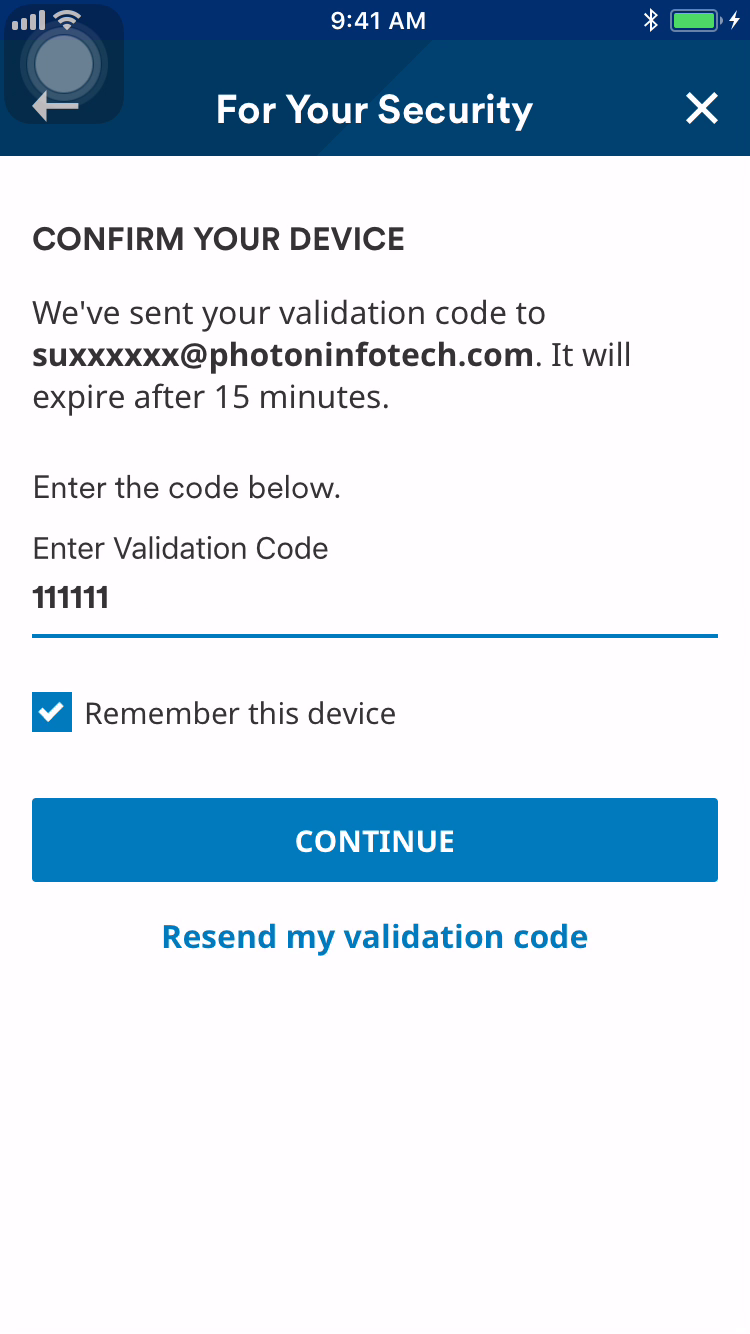 9:41 AM
For Your Security
CONFIRM YOUR DEVICE
We've sent your validation code to
suxxxxxx@photoninfotech.com. It will
expire after 15 minutes.
Enter the code below.
Enter Validation Code
111111
Remember this device
CONTINUE
Resend my validation code